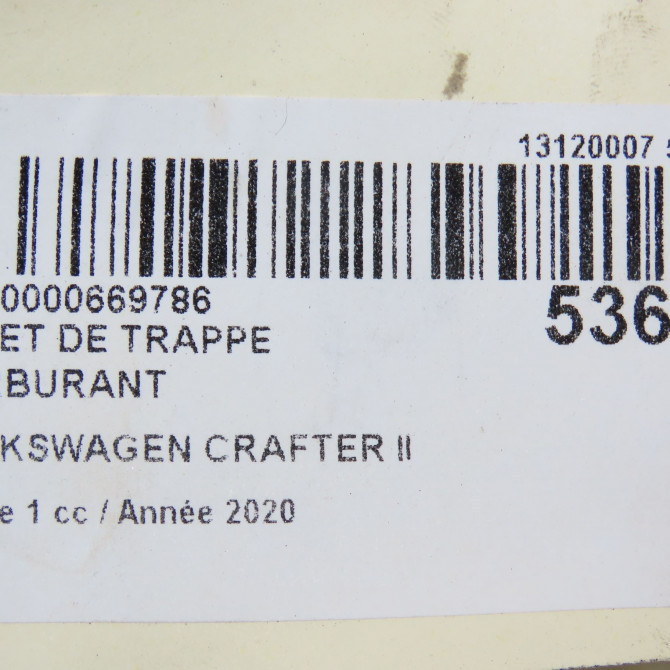 13120007 5
0000669786
536
ET DE TRAPPE
BURANT
KSWAGEN CRAFTER II
e 1 cc / Année 2020